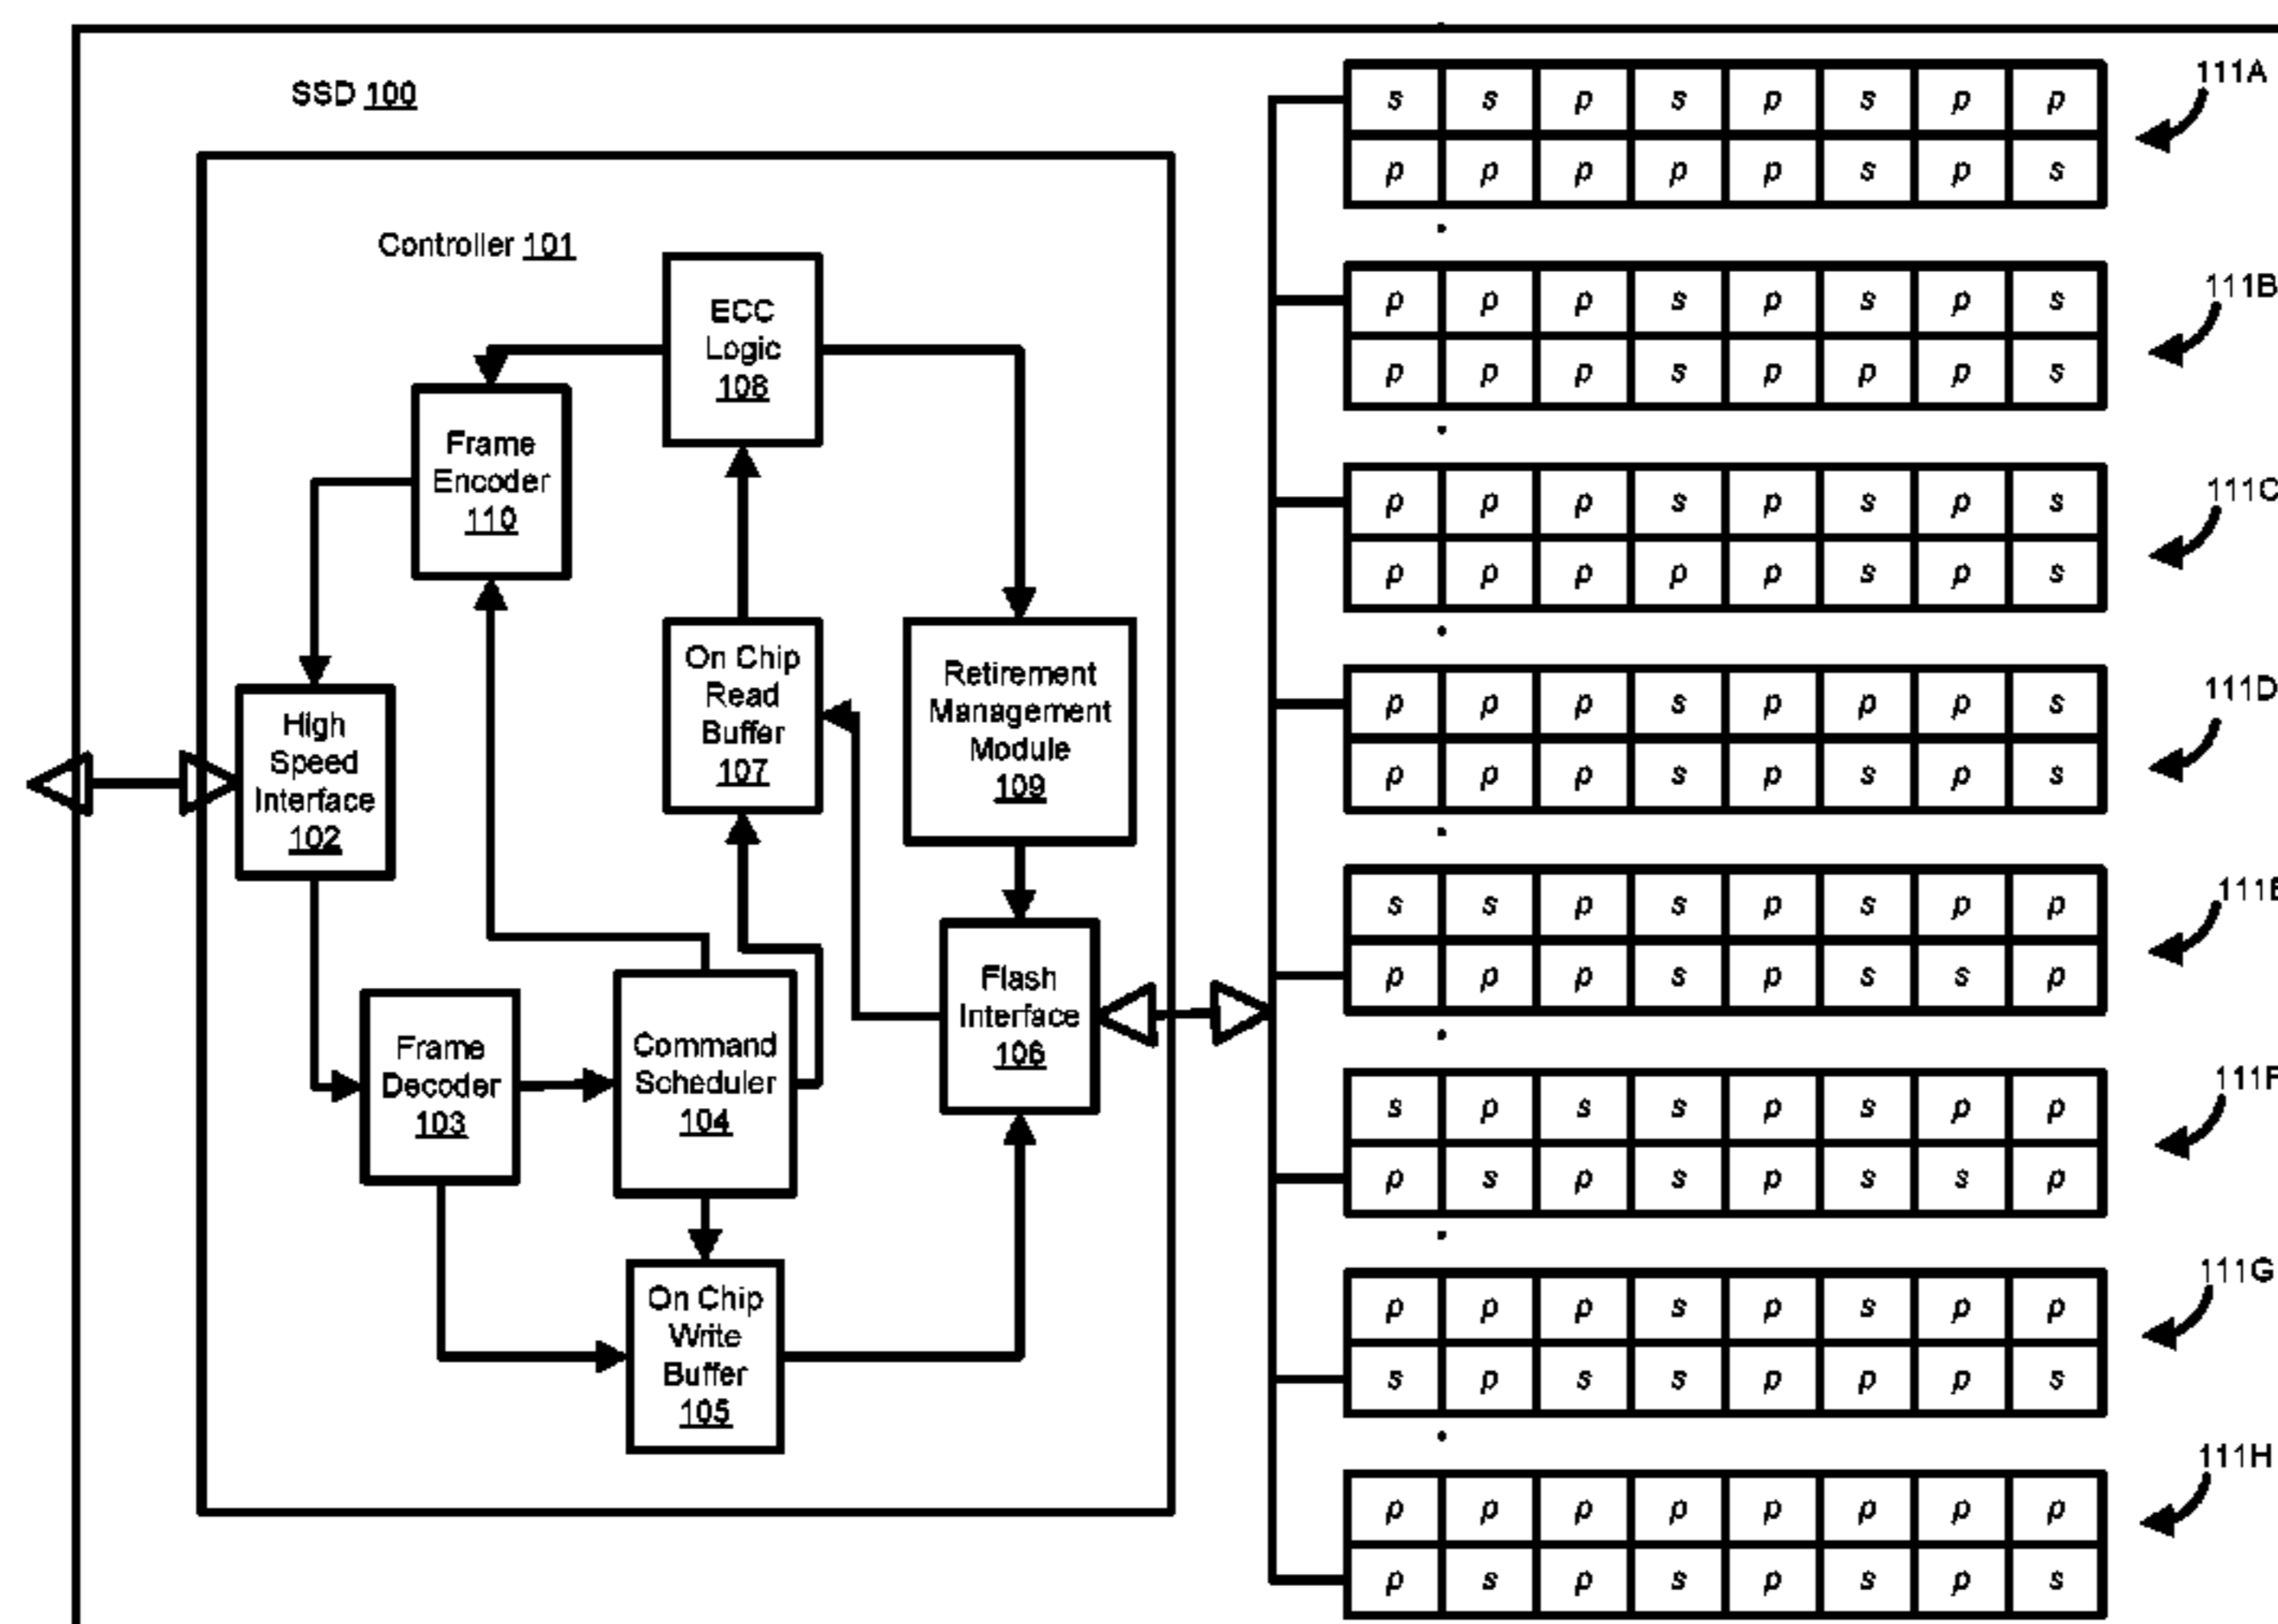 SSD 100
Controller 101
ECC
Logic
108
Frame
Encoder
110
On Chip
Read
Buffer
107
Retirement
Management
Module
109
High
Speed
Interface
102
Flash
Interface
106
Frame
Decoder
103
Command
Scheduler
104
On Chip
Write
Buffer
105
s s p s p s p p
p p p p p s p s
111A
p p p s p s p s
p p p s p p p s
111B
p p p s p s p s
p p p p p s p s
111C
p p p s p p p s
p p p s p s p s
111D
s s p s p s p p
p p p s p s s p
111E
s p s s p s p p
p s p s p s s p
111F
p p p s p s p p
s p s s p p p s
111G
p p p p p p p p
p s p s p s p s
111H